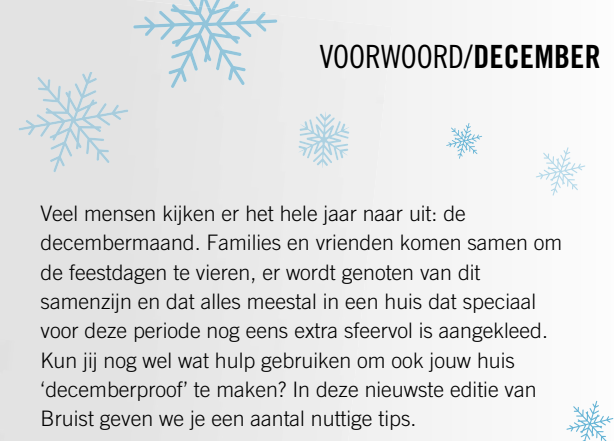 VOORWOORD/DECEMBER
Veel mensen kijken er het hele jaar naar uit: de
decembermaand. Families en vrienden komen samen om
de feestdagen te vieren, er wordt genoten van dit
samenzijn en dat alles meestal in een huis dat speciaal
voor deze periode nog eens extra sfeervol is aangekleed.
Kun jij nog wel wat hulp gebruiken om ook jouw huis
‘decemberproof’ te maken? In deze nieuwste editie van
Bruist geven we je een aantal nuttige tips.